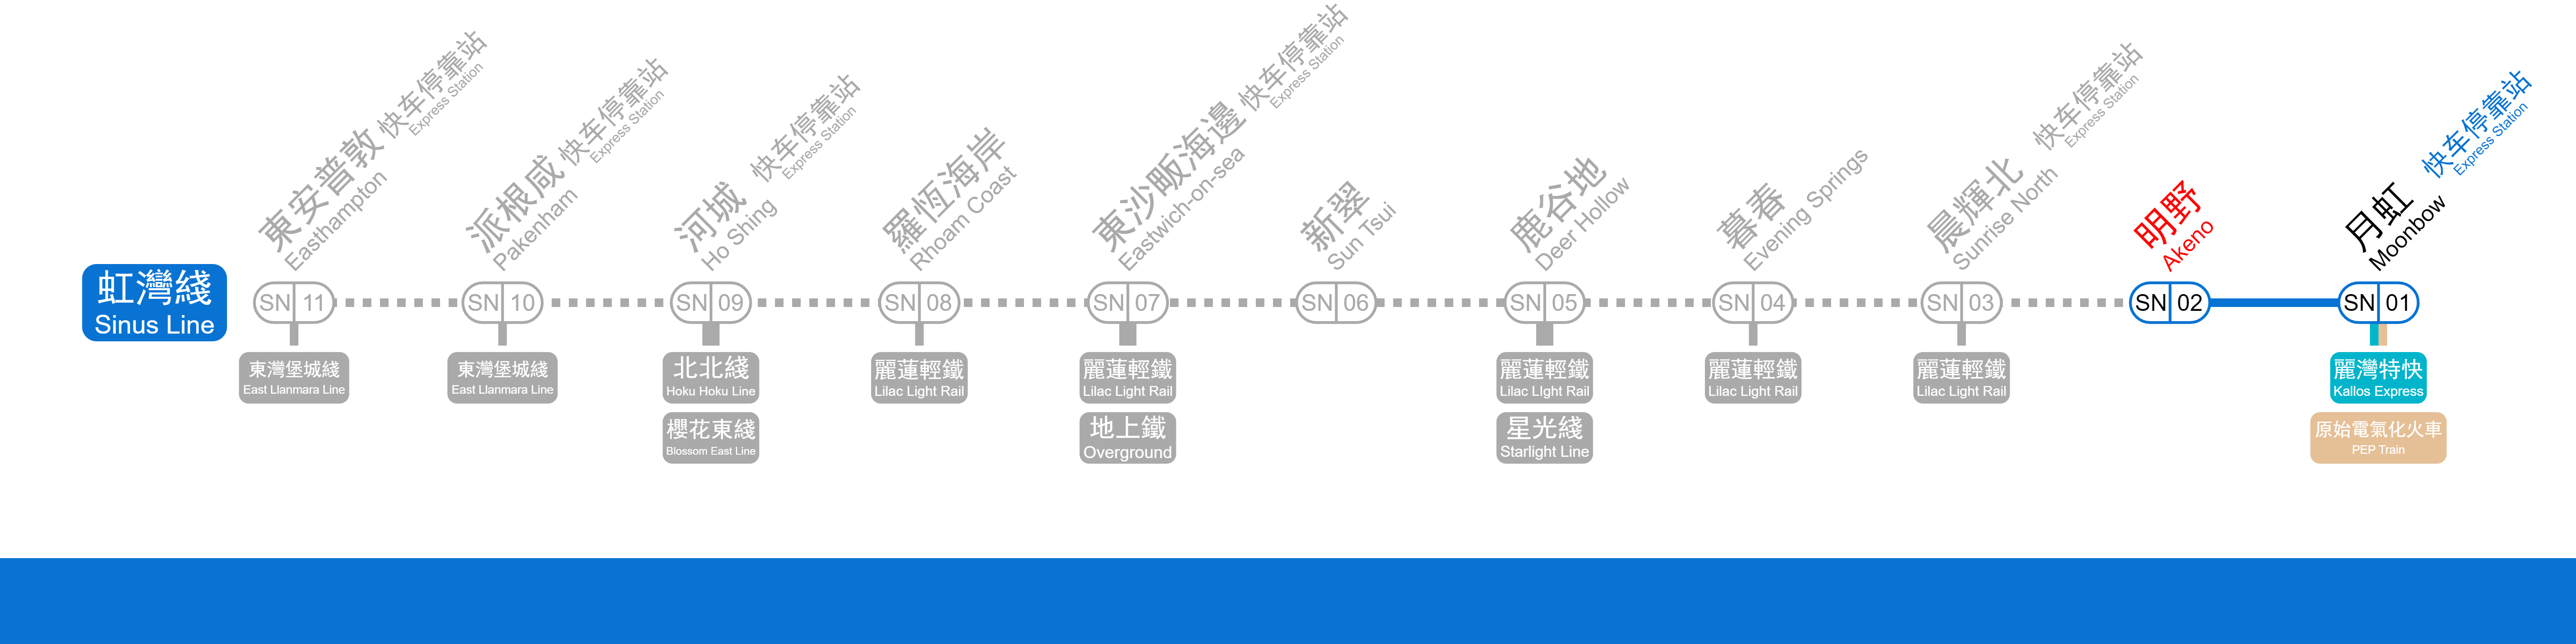 虹灣綫
Sinus Line
東安普敦
Easthampton
快车停靠站
Express Station
SN 11
東灣堡城綫
East Llanmara Line
派根咸
Pakenham
快车停靠站
Express Station
SN 10
東灣堡城綫
East Llanmara Line
河城
Ho Shing
快车停靠站
Express Station
SN 09
北北綫
Hoku Hoku Line
櫻花東綫
Blossom East Line
羅恆海岸
Rhoam Coast
SN 08
麗蓮輕鐵
Lilac Light Rail
東沙畈海邊
Eastwich-on-sea
快车停靠站
Express Station
SN 07
麗蓮輕鐵
Lilac Light Rail
地上鐵
Overground
新翠
Sun Tsui
SN 06
鹿谷地
Deer Hollow
SN 05
麗蓮輕鐵
Lilac LIght Rail
星光綫
Starlight Line
暮春
Evening Springs
SN 04
麗蓮輕鐵
Lilac Light Rail
晨輝北
Sunrise North
快车停靠站
Express Station
SN 03
麗蓮輕鐵
Lilac Light Rail
明野
Akeno
SN 02
月虹
Moonbow
快车停靠站
Express Station
SN 01
麗灣特快
Kallos Express
原始電氣化火車
PEP Train